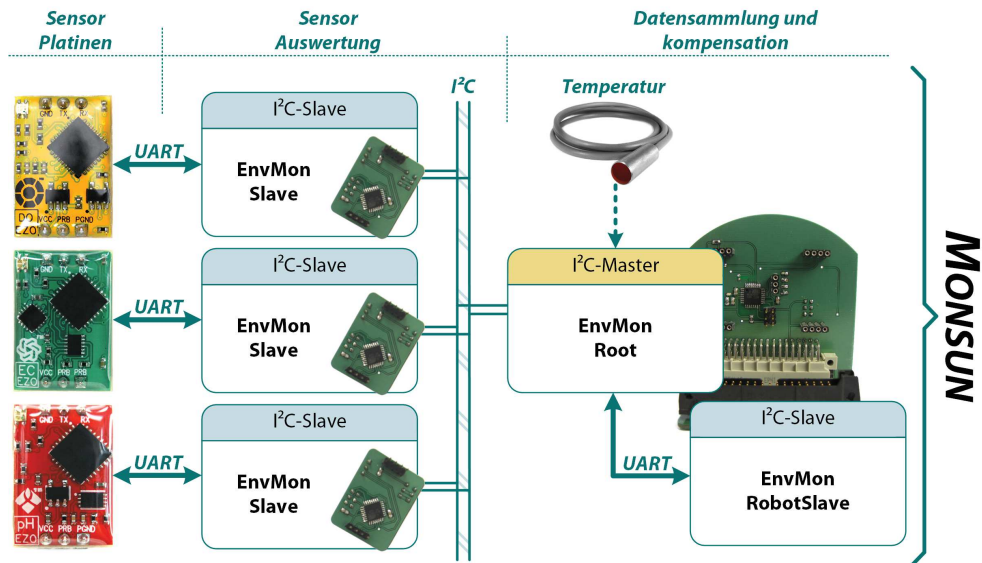 Sensor
Platinen
Sensor
Auswertung
Datensammlung und
kompensation
I²C
Temperatur
GND TX RX
DO
EZO
VCC PRB PGND
UART
I²C-Slave
EnvMon
Slave
GND TX RX
EC
EZO
VCC PRB PRB
UART
I²C-Slave
EnvMon
Slave
I²C-Master
EnvMon
Root
GND TX RX
pH
EZO
VCC PRB PGND
UART
I²C-Slave
EnvMon
Slave
UART
I²C-Slave
EnvMon
RobotSlave
MONSUN